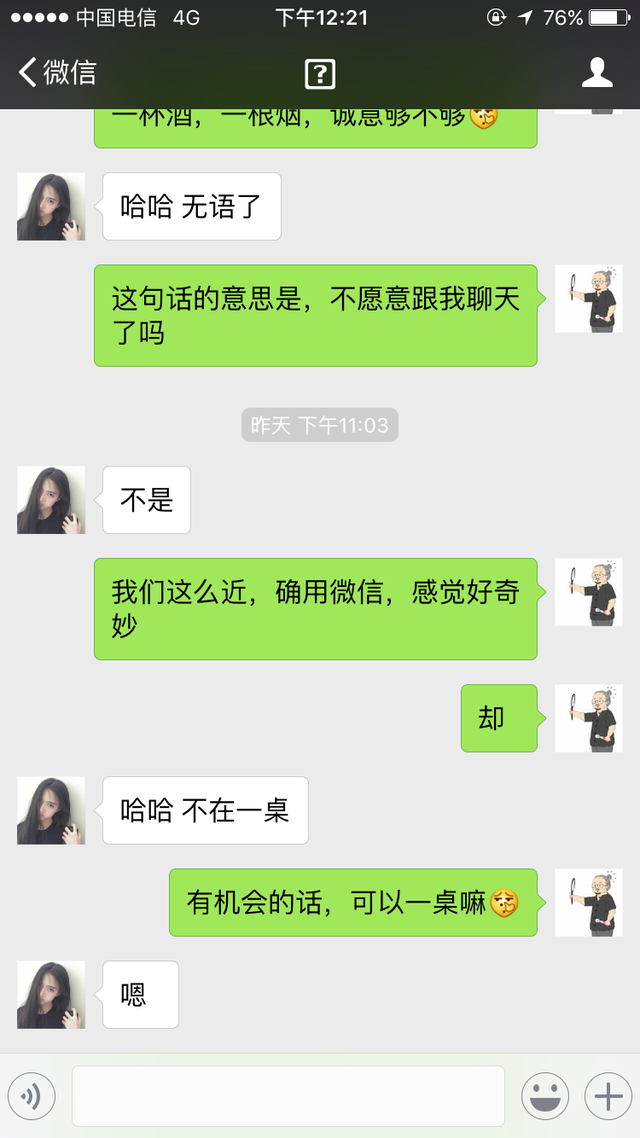 中国电信 4G 下午12:21 76%
微信 ?
一杯酒，一根烟，诚意够不够
哈哈 无语了
这句话的意思是，不愿意跟我聊天
了吗
昨天 下午11:03
不是
我们这么近，确用微信，感觉好奇
妙
却
哈哈 不在一桌
有机会的话，可以一桌嘛
嗯